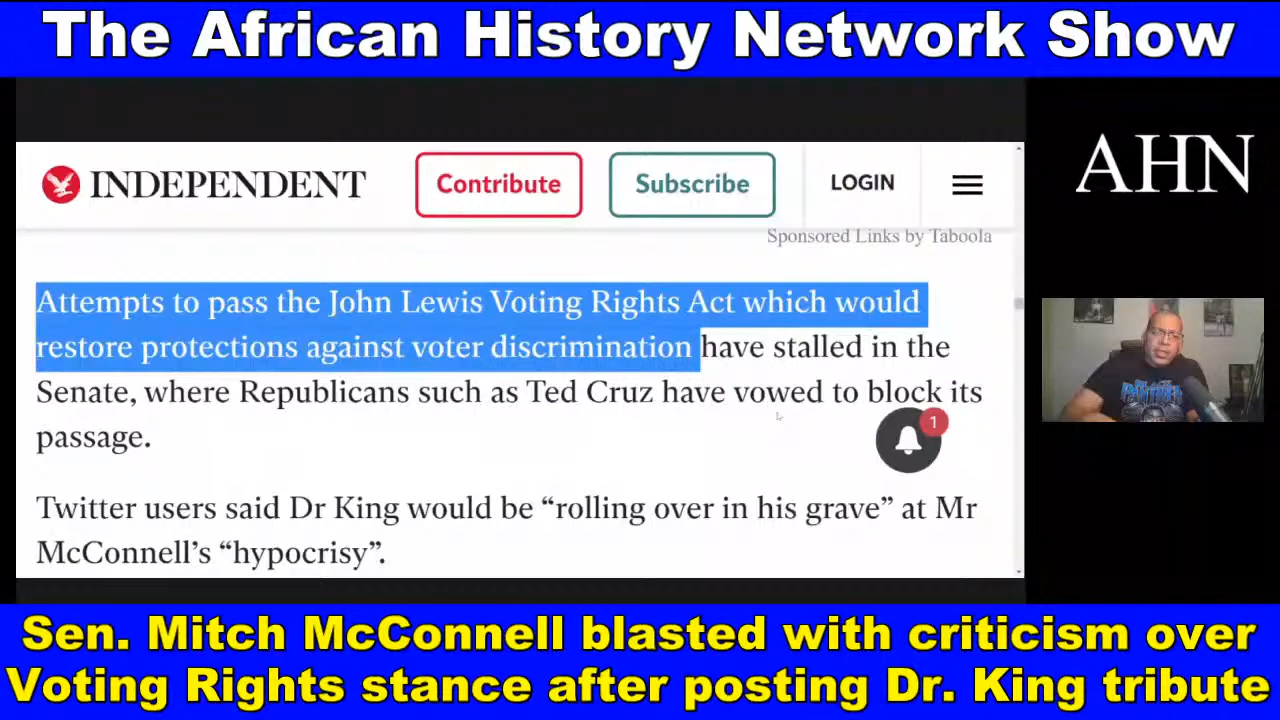 The African History Network Show
AHN
INDEPENDENT
Contribute
Subscribe
LOGIN
Sponsored Links by Taboola
Attempts to pass the John Lewis Voting Rights Act which would
restore protections against voter discrimination have stalled in the
Senate, where Republicans such as Ted Cruz have vowed to block its
passage.
1
Twitter users said Dr King would be “rolling over in his grave” at Mr
McConnell’s “hypocrisy”.
Sen. Mitch McConnell blasted with criticism over
Voting Rights stance after posting Dr. King tribute